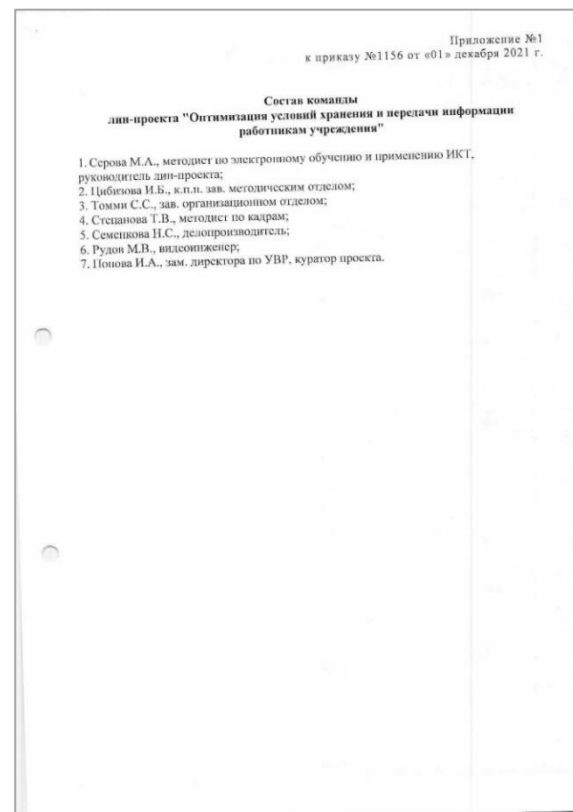 Приложение №1
к приказу №1156 от «01» декабря 2021 г.
Состав команды
лин-проекта "Оптимизация условий хранения и передачи информации
работникам учреждения"
1. Серова М.А., методист по электронному обучению и применению ИКТ,
руководитель лин-проекта;
2. Цибизова И.Б., к.п.н. зав. методическим отделом;
3. Томми С.С., зав. организационном отделом;
4. Степанова Т.В., методист по кадрам;
5. Семенкова Н.С., делопроизводитель;
6. Рудон М.В., видеоинженер;
7. Попова И.А., зам. директора по УВР, куратор проекта.